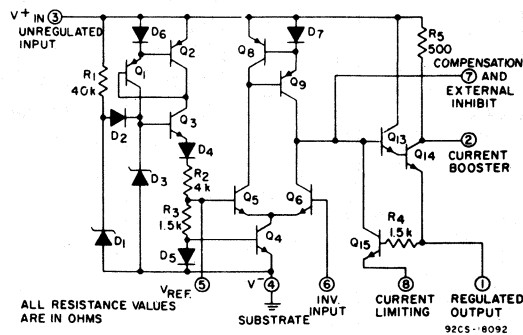 V+ IN ③
UNREGULATED
INPUT
D6
Q1
Q2
R1
40k
D2
Q3
D4
D3
R2
4k
R3
1.5k
D1
D5
Q8
D7
Q9
Q5
Q6
Q4
R5
500
COMPENSATION
⑦ AND
EXTERNAL
INHIBIT
Q13
②
Q14
CURRENT
BOOSTER
R4
1.5k
Q15
⑤
VREF.
V- ④
SUBSTRATE
⑥
INV.
INPUT
⑧
CURRENT
LIMITING
①
REGULATED
OUTPUT
ALL RESISTANCE VALUES
ARE IN OHMS
92CS-18092